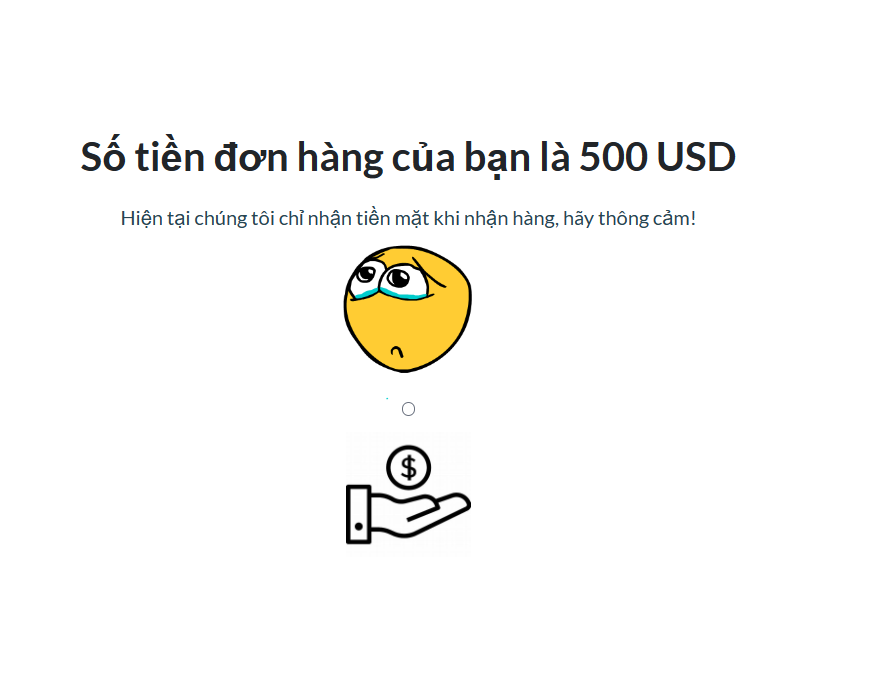 Số tiền đơn hàng của bạn là 500 USD
Hiện tại chúng tôi chỉ nhận tiền mặt khi nhận hàng, hãy thông cảm!
$